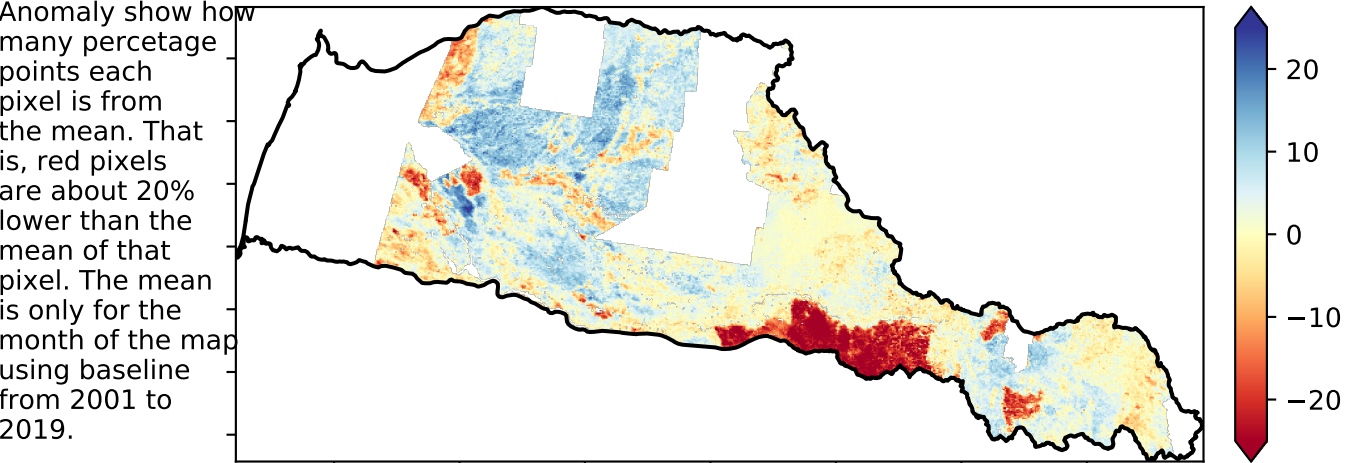 Anomaly show how
many percetage
points each
pixel is from
the mean. That
is, red pixels
are about 20%
lower than the
mean of that
pixel. The mean
is only for the
month of the map
using baseline
from 2001 to
2019.
20
10
0
−10
−20